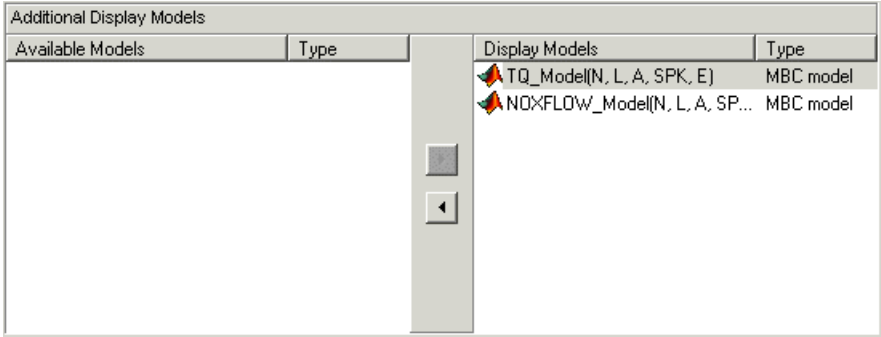 Additional Display Models
Available Models Type
Display Models Type
TQ_Model(N, L, A, SPK, E) MBC model
NOXFLOW_Model(N, L, A, SP... MBC model